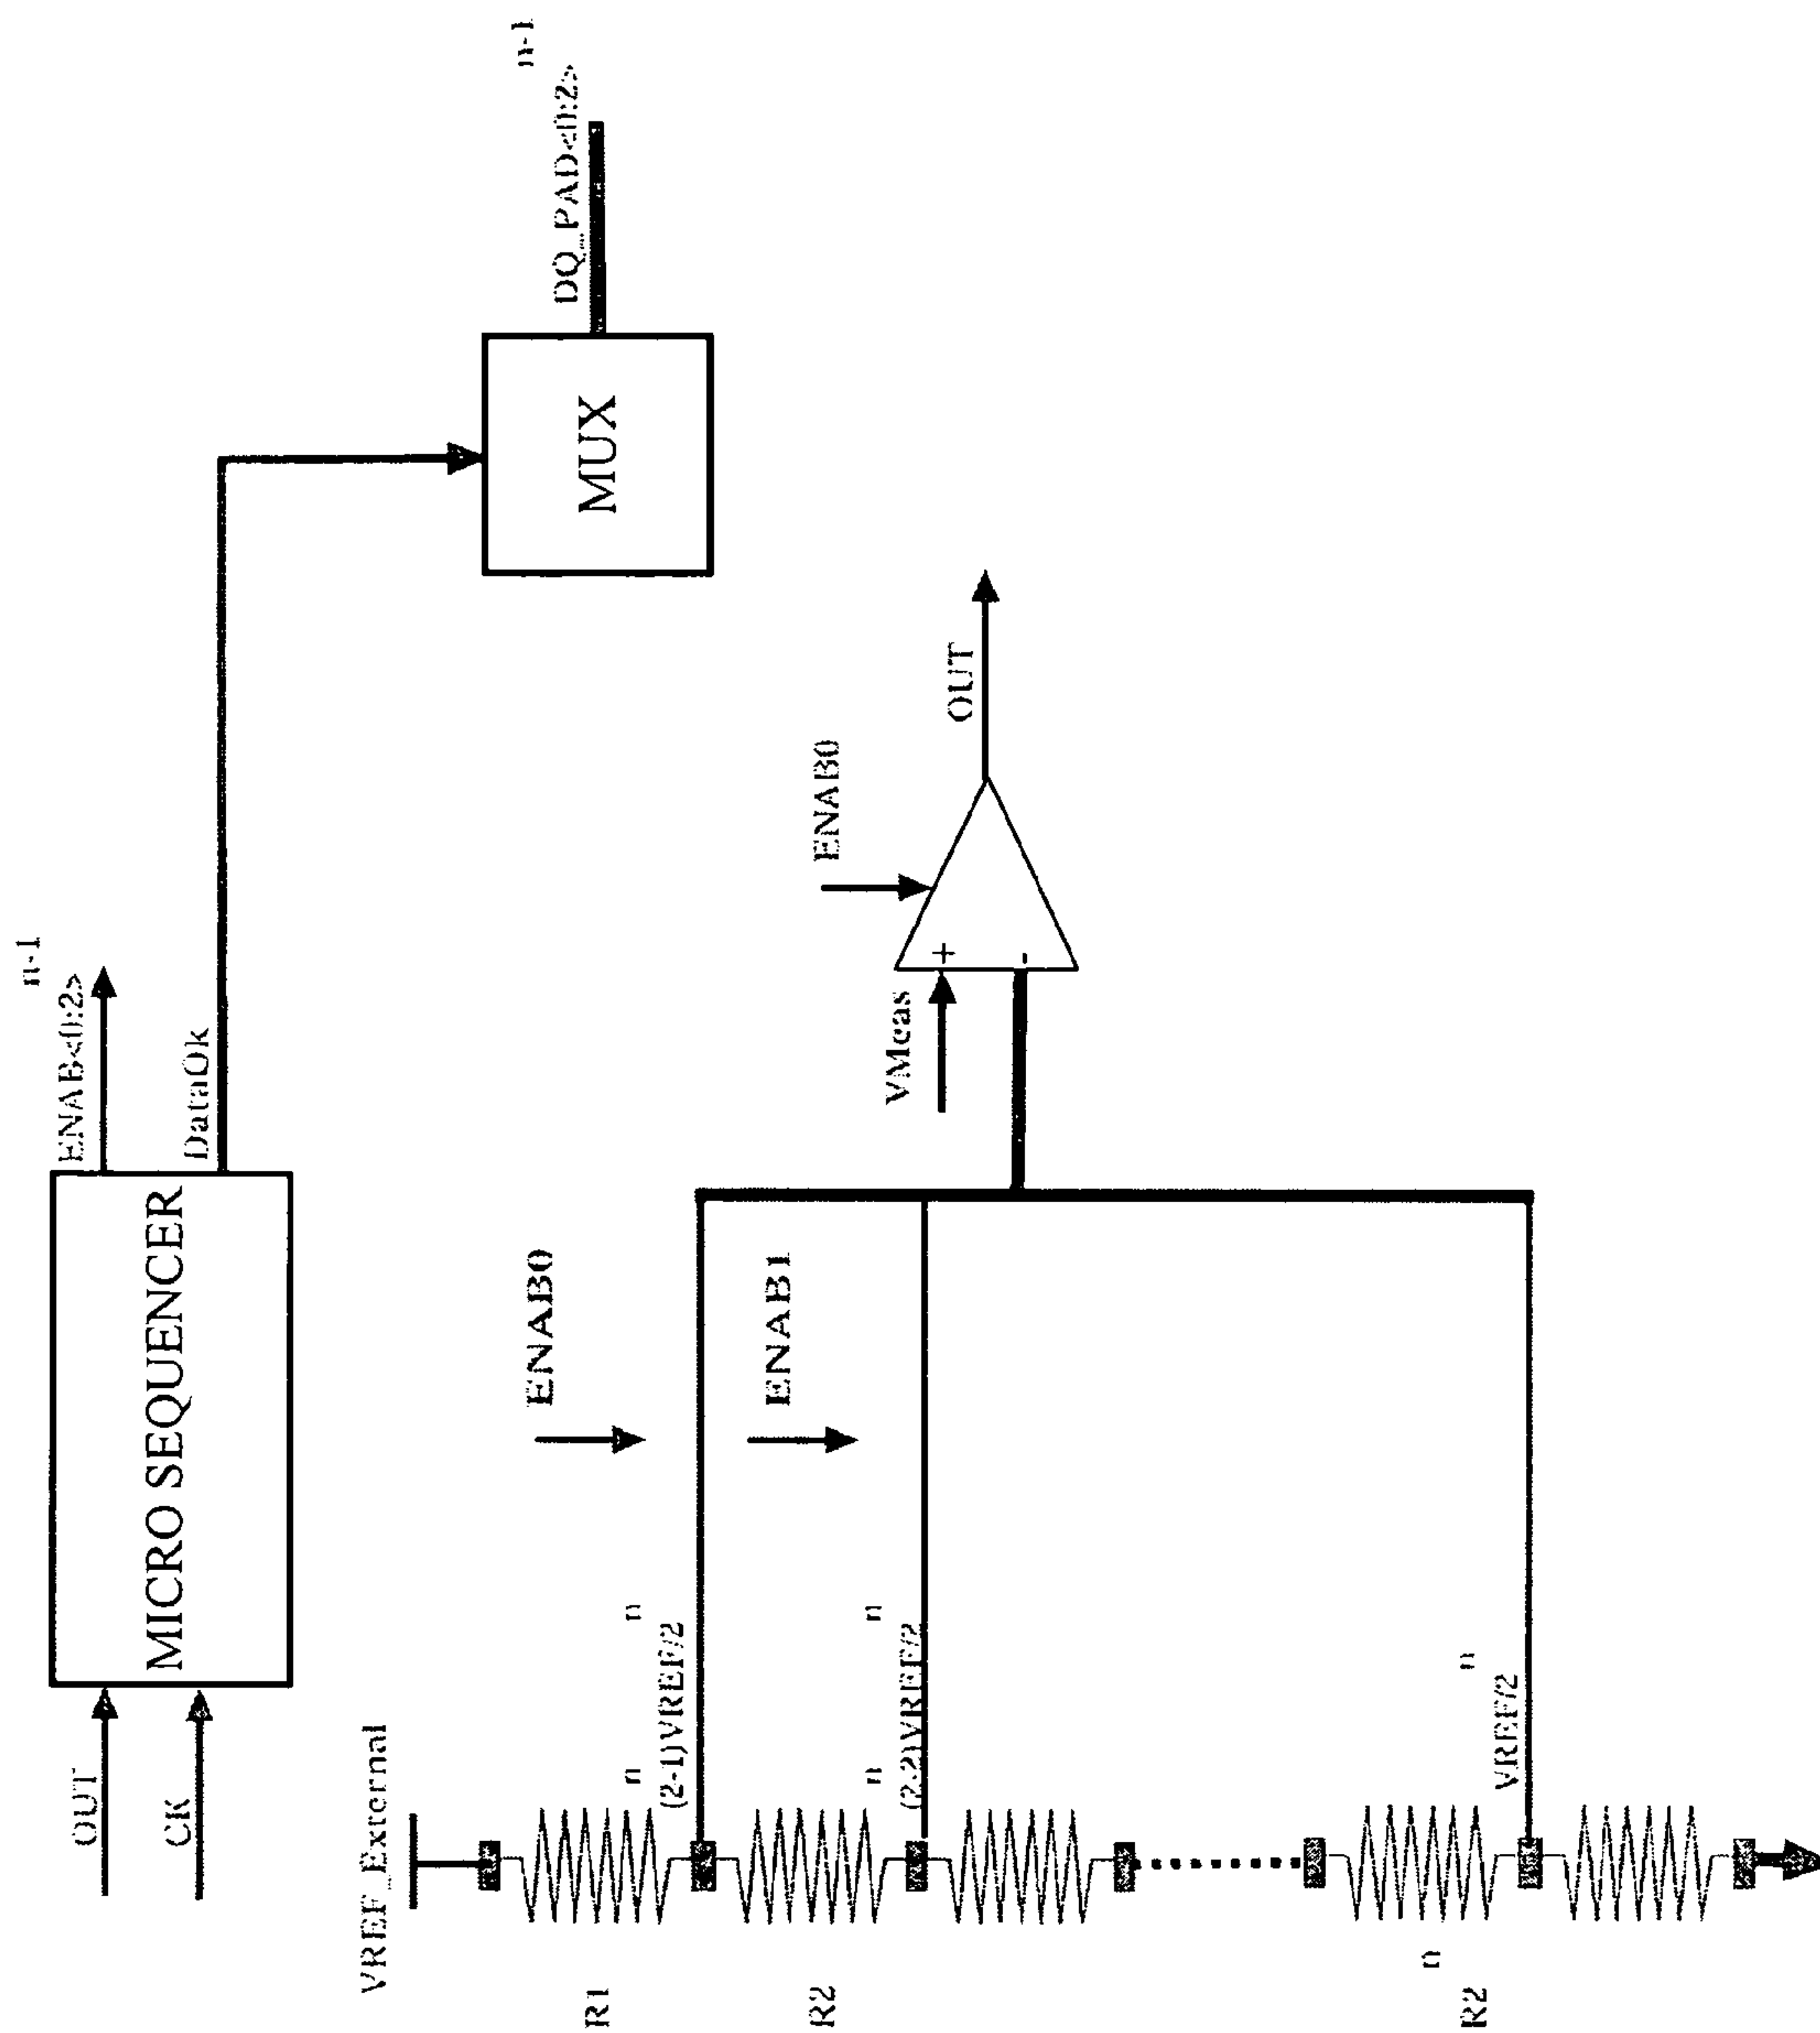 n-1
ENAB<0:2>
OUT
CK
MICRO SEQUENCER
DataOk
n-1
DQ_PAD<0:2>
MUX
VREF_External
R1
ENAB0
n n
(2-1)VREF/2
R2
ENAB1
n n
(2-2)VREF/2
VMeas
ENAB0
+
-
OUT
n
R2
n
VREF/2